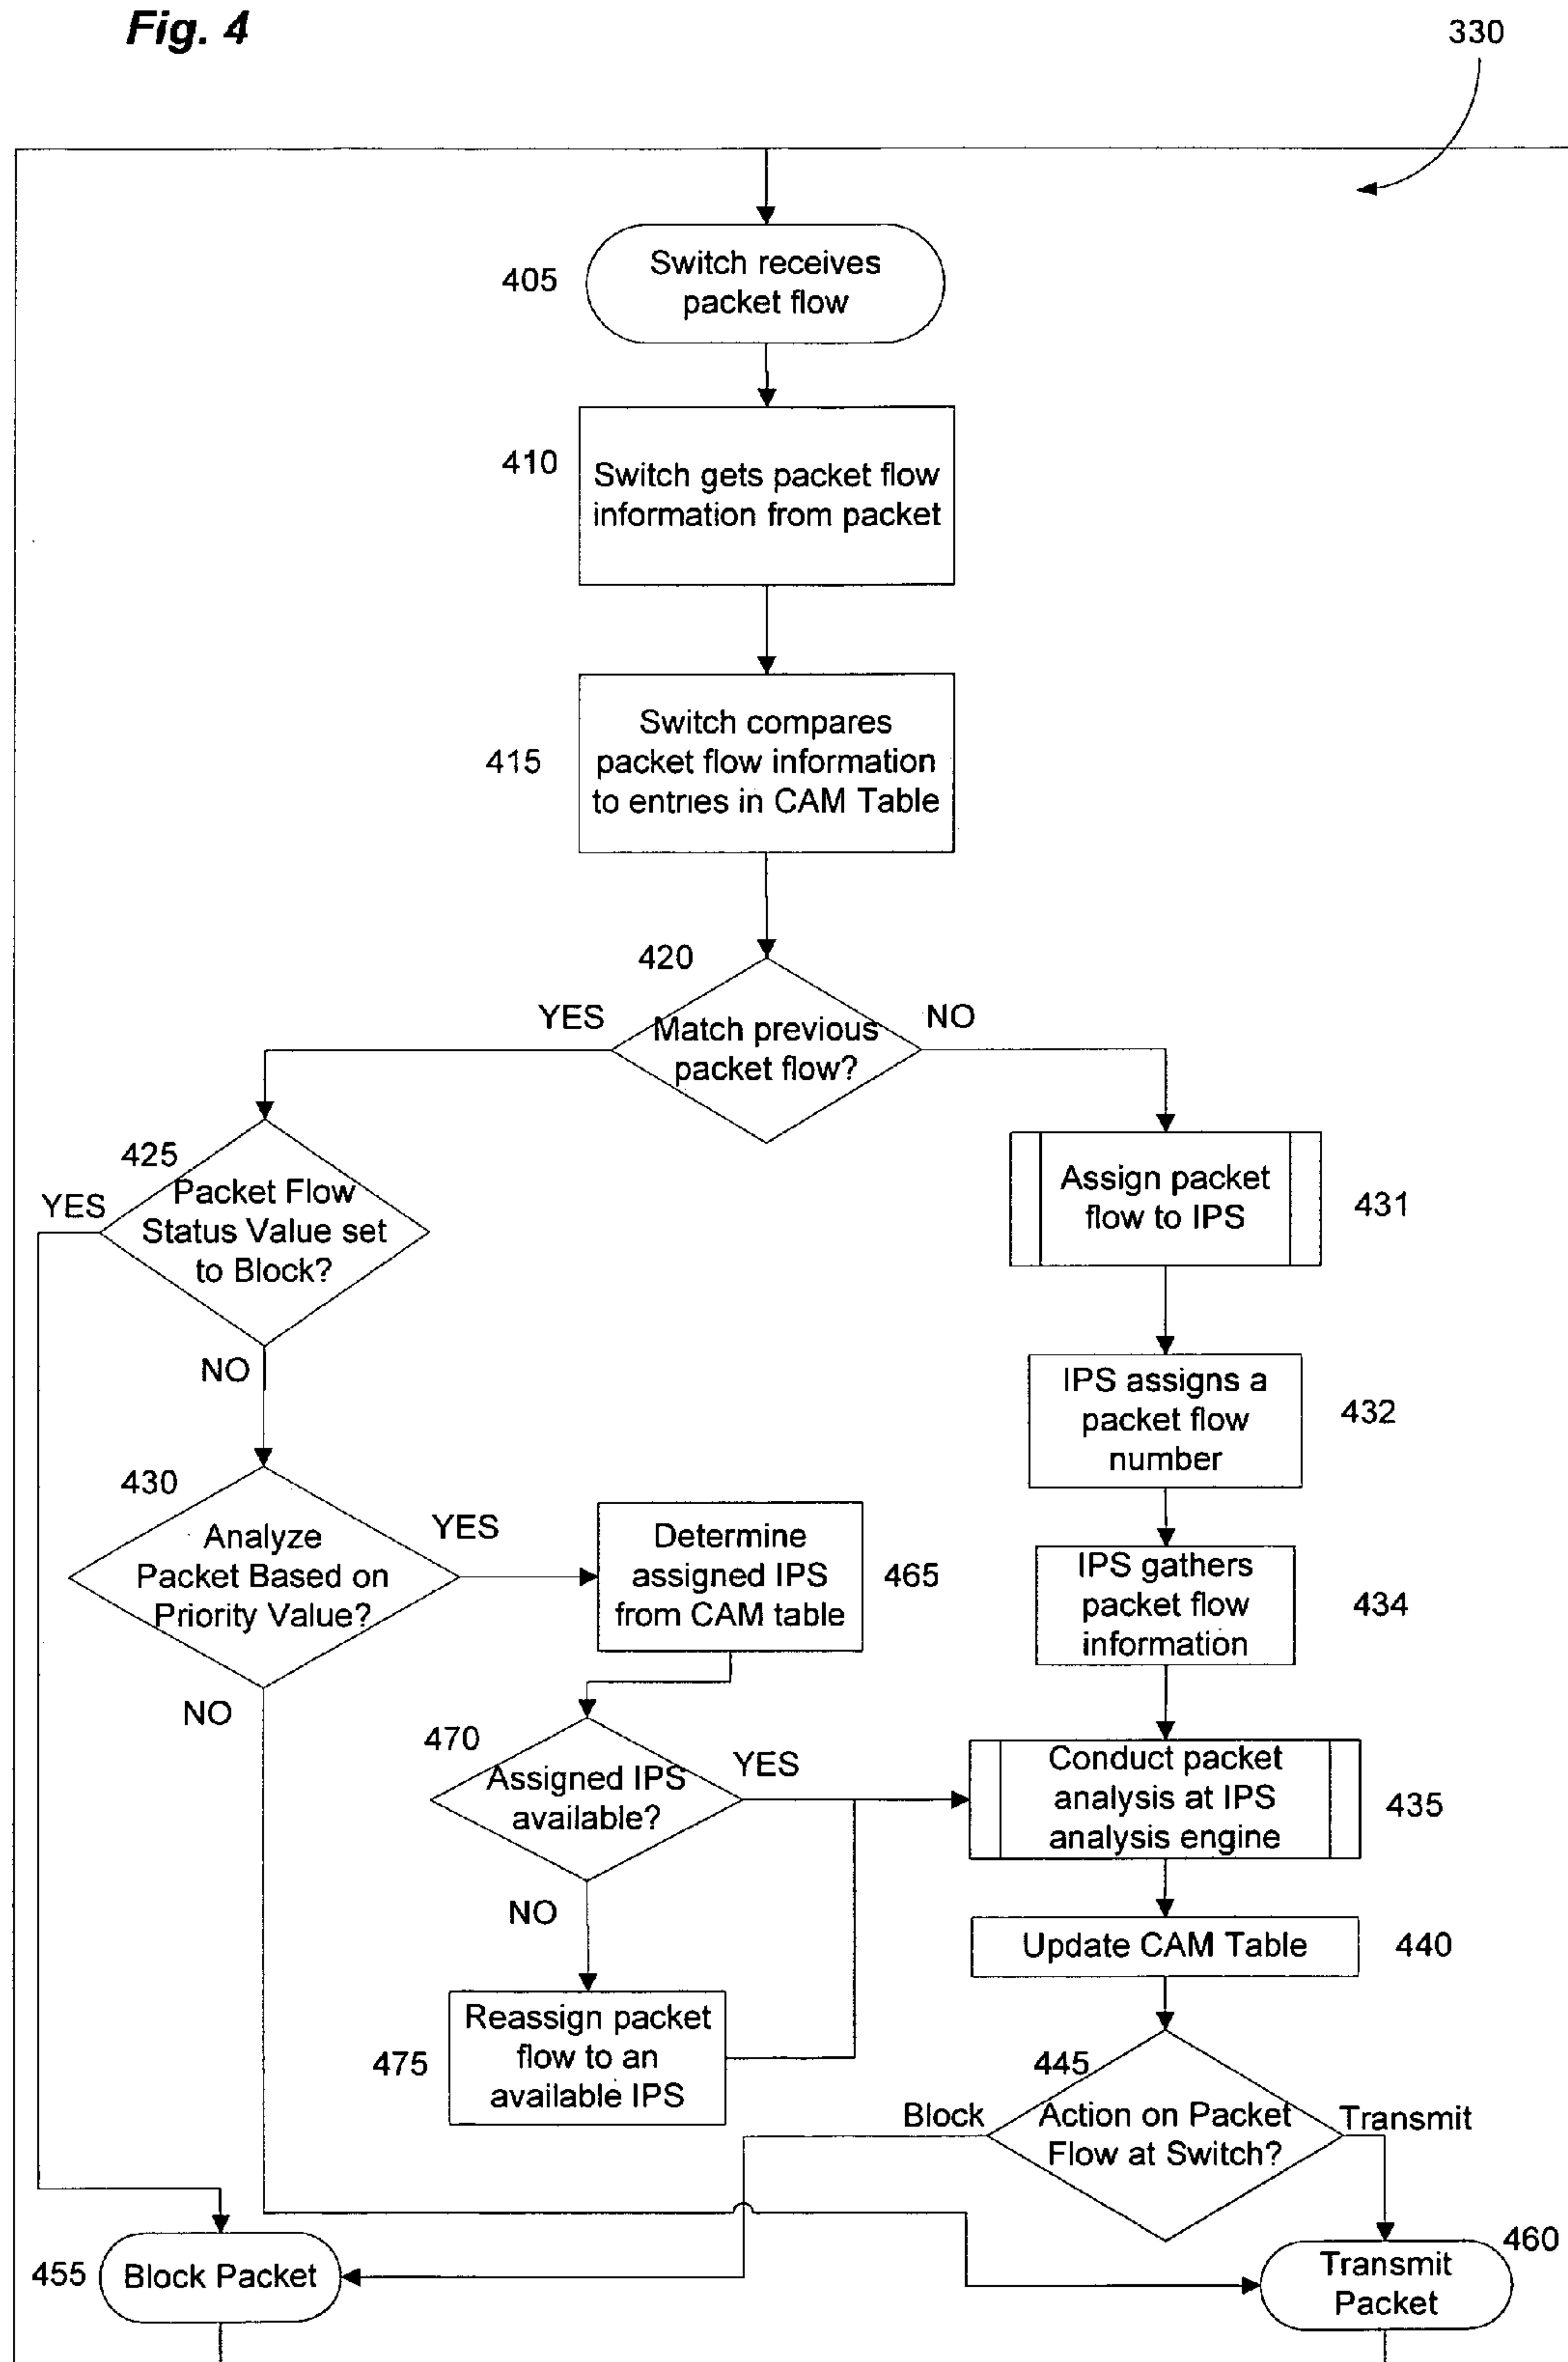 Fig. 4
330
405
Switch receives
packet flow
410
Switch gets packet flow
information from packet
415
Switch compares
packet flow information
to entries in CAM Table
420
YES
Match previous
packet flow?
NO
425
YES
Packet Flow
Status Value set
to Block?
NO
Assign packet
flow to IPS
431
IPS assigns a
packet flow
number
432
430
Analyze
Packet Based on
Priority Value?
YES
NO
Determine
assigned IPS
from CAM table
465
IPS gathers
packet flow
information
434
470
Assigned IPS
available?
YES
NO
Conduct packet
analysis at IPS
analysis engine
435
Update CAM Table
440
475
Reassign packet
flow to an
available IPS
445
Block
Action on Packet
Flow at Switch?
Transmit
455
Block Packet
460
Transmit
Packet